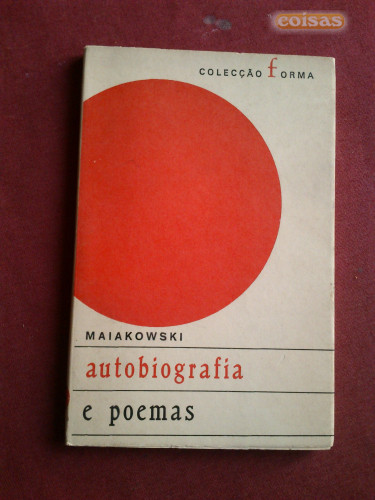 coisas
COLECÇÃO fORMA
MAIAKOWSKI
autobiografia
e poemas